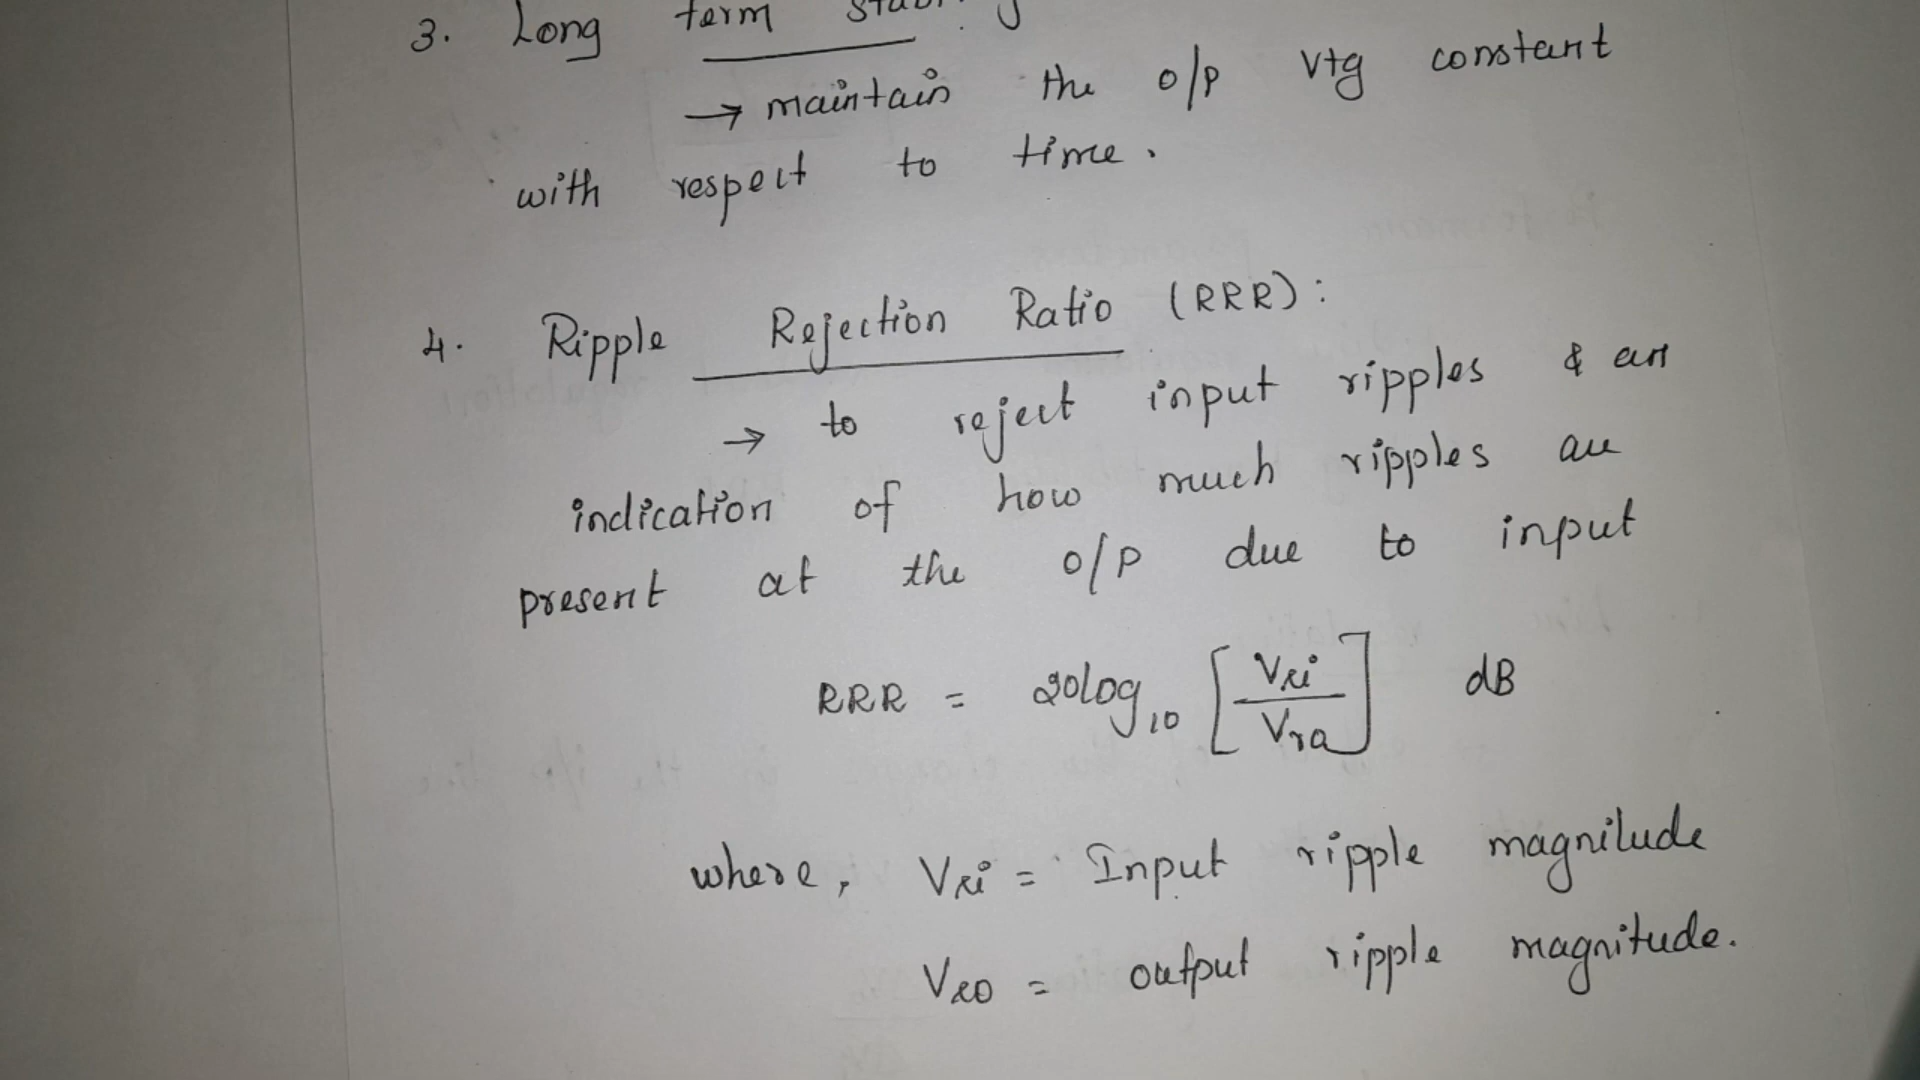 3. Long term
→ maintain the o/p vtg constant
with respect to time.
4. Ripple Rejection Ratio (RRR):
→ to reject input ripples & an
indication of how much ripples are
present at the o/p due to input
RRR = 20log10 [Vri/Vra] dB
where, Vri = Input ripple magnitude
Vro = output ripple magnitude.